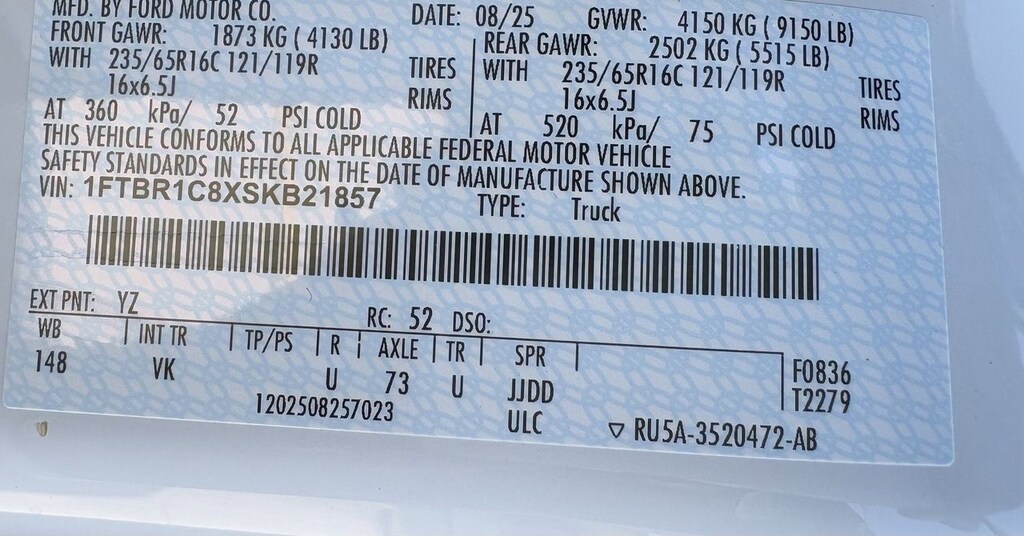 MFD. BY FORD MOTOR CO. DATE: 08/25 GVWR: 4150 KG ( 9150 LB)
FRONT GAWR: 1873 KG ( 4130 LB) REAR GAWR: 2502 KG ( 5515 LB)
WITH 235/65R16C 121/119R TIRES WITH 235/65R16C 121/119R TIRES
16x6.5J RIMS 16x6.5J RIMS
AT 360 kPa/ 52 PSI COLD AT 520 kPa/ 75 PSI COLD
THIS VEHICLE CONFORMS TO ALL APPLICABLE FEDERAL MOTOR VEHICLE
SAFETY STANDARDS IN EFFECT ON THE DATE OF MANUFACTURE SHOWN ABOVE.
VIN: 1FTBR1C8XSKB21857 TYPE: Truck
EXT PNT: YZ RC: 52 DSO:
WB INT TR TP/PS R AXLE TR SPR F0836
148 VK U 73 U JJDD T2279
1202508257023 ULC ▽ RU5A-3520472-AB